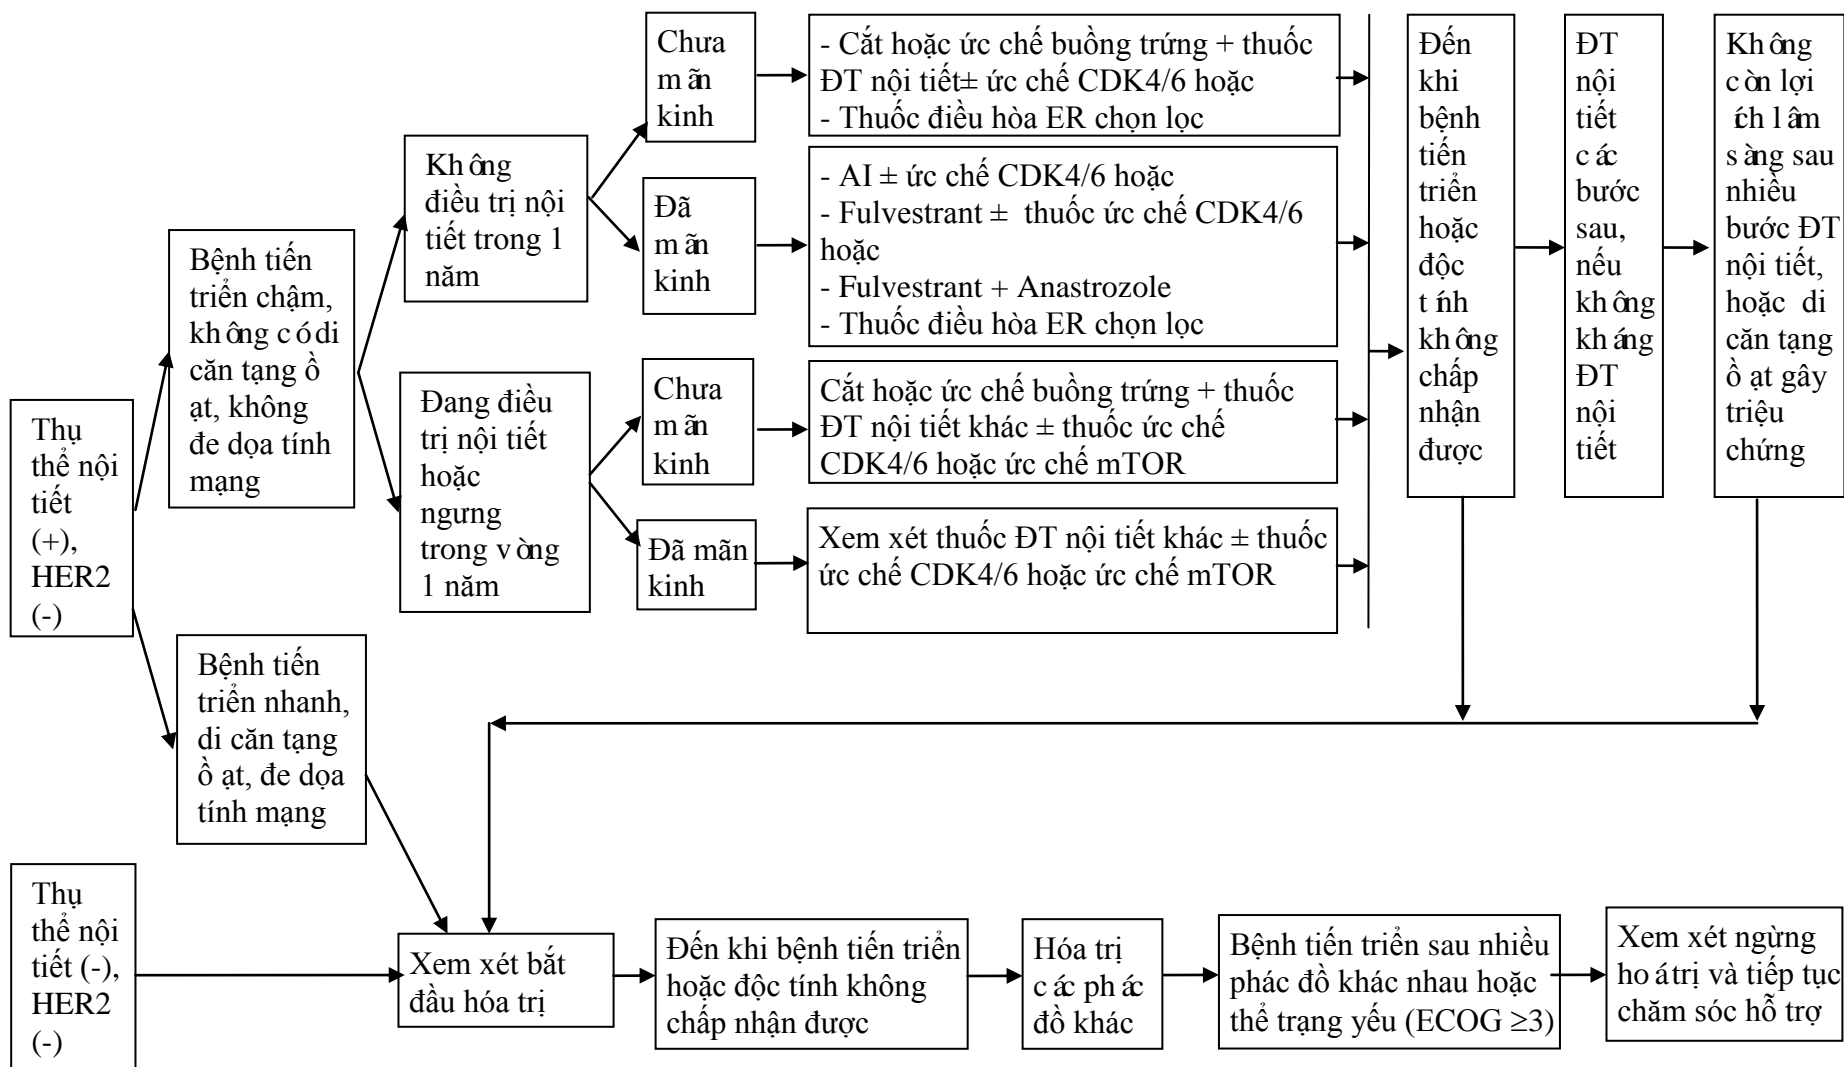 Thụ
thể nội
tiết
(+),
HER2
(-)
Bệnh tiến
triển chậm,
không có di
căn tạng ồ
ạt, không
đe dọa tính
mạng
Không
điều trị nội
tiết trong 1
năm
Chưa
mãn
kinh
- Cắt hoặc ức chế buồng trứng + thuốc
ĐT nội tiết± ức chế CDK4/6 hoặc
- Thuốc điều hòa ER chọn lọc
Đã
mãn
kinh
- AI ± ức chế CDK4/6 hoặc
- Fulvestrant ± thuốc ức chế CDK4/6
hoặc
- Fulvestrant + Anastrozole
- Thuốc điều hòa ER chọn lọc
Đang điều
trị nội tiết
hoặc
ngưng
trong vòng
1 năm
Chưa
mãn
kinh
Cắt hoặc ức chế buồng trứng + thuốc
ĐT nội tiết khác ± thuốc ức chế
CDK4/6 hoặc ức chế mTOR
Đã mãn
kinh
Xem xét thuốc ĐT nội tiết khác ± thuốc
ức chế CDK4/6 hoặc ức chế mTOR
Đến
khi
bệnh
tiến
triển
hoặc
độc
tính
không
chấp
nhận
được
ĐT
nội
tiết
các
bước
sau,
nếu
không
kháng
ĐT
nội
tiết
Không
còn lợi
ích lâm
sàng sau
nhiều
bước ĐT
nội tiết,
hoặc di
căn tạng
ồ ạt gây
triệu
chứng
Bệnh tiến
triển nhanh,
di căn tạng
ồ ạt, đe dọa
tính mạng
Thụ
thể nội
tiết (-),
HER2
(-)
Xem xét bắt
đầu hóa trị
Đến khi bệnh tiến triển
hoặc độc tính không
chấp nhận được
Hóa trị
các phác
đồ khác
Bệnh tiến triển sau nhiều
phác đồ khác nhau hoặc
thể trạng yếu (ECOG ≥3)
Xem xét ngừng
hoá trị và tiếp tục
chăm sóc hỗ trợ